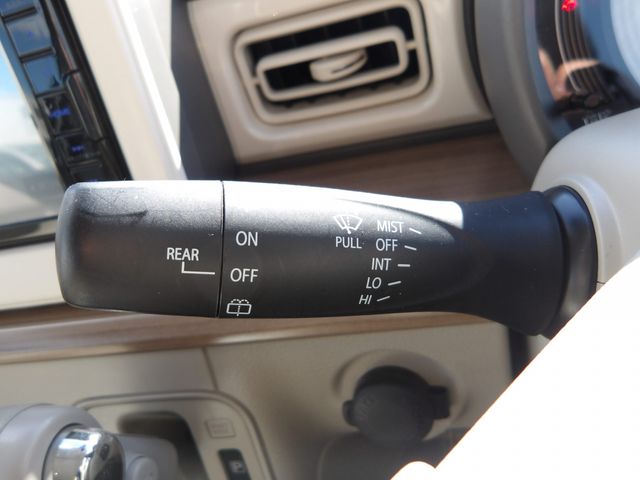 REAR
ON
OFF
PULL
MIST
OFF
INT
LO
HI
P